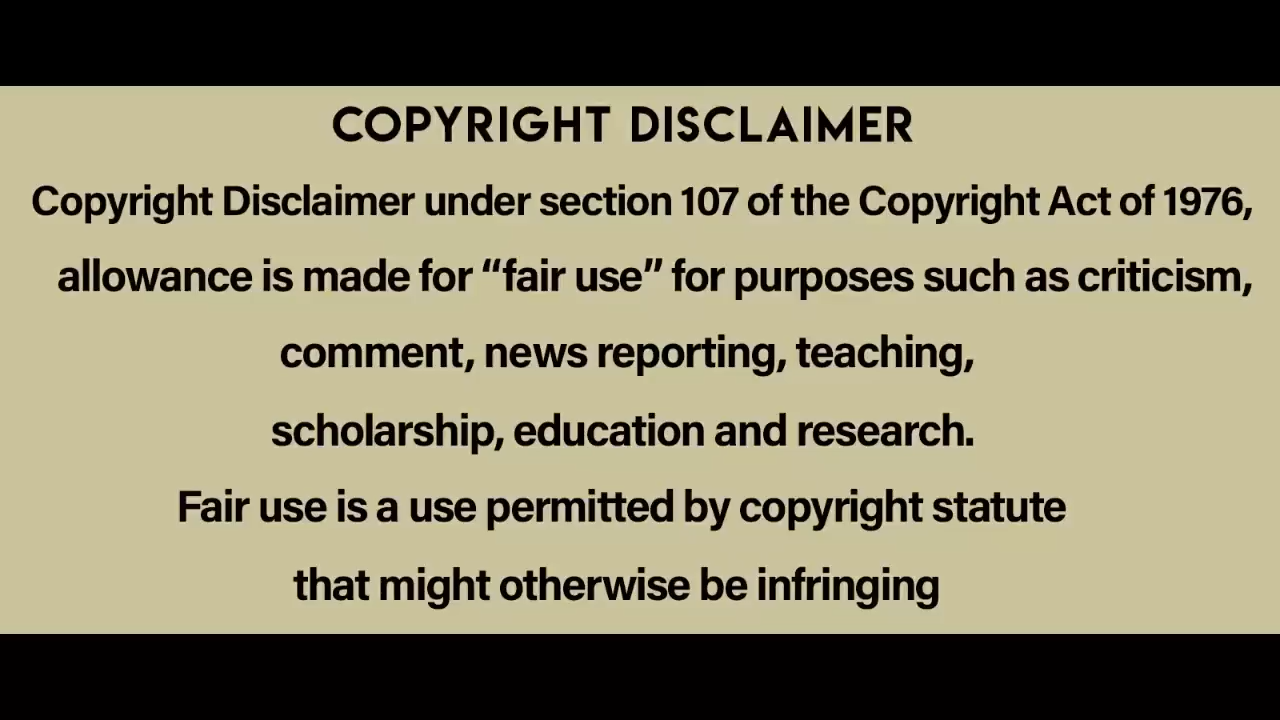 COPYRIGHT DISCLAIMER
Copyright Disclaimer under section 107 of the Copyright Act of 1976,
allowance is made for “fair use” for purposes such as criticism,
comment, news reporting, teaching,
scholarship, education and research.
Fair use is a use permitted by copyright statute
that might otherwise be infringing